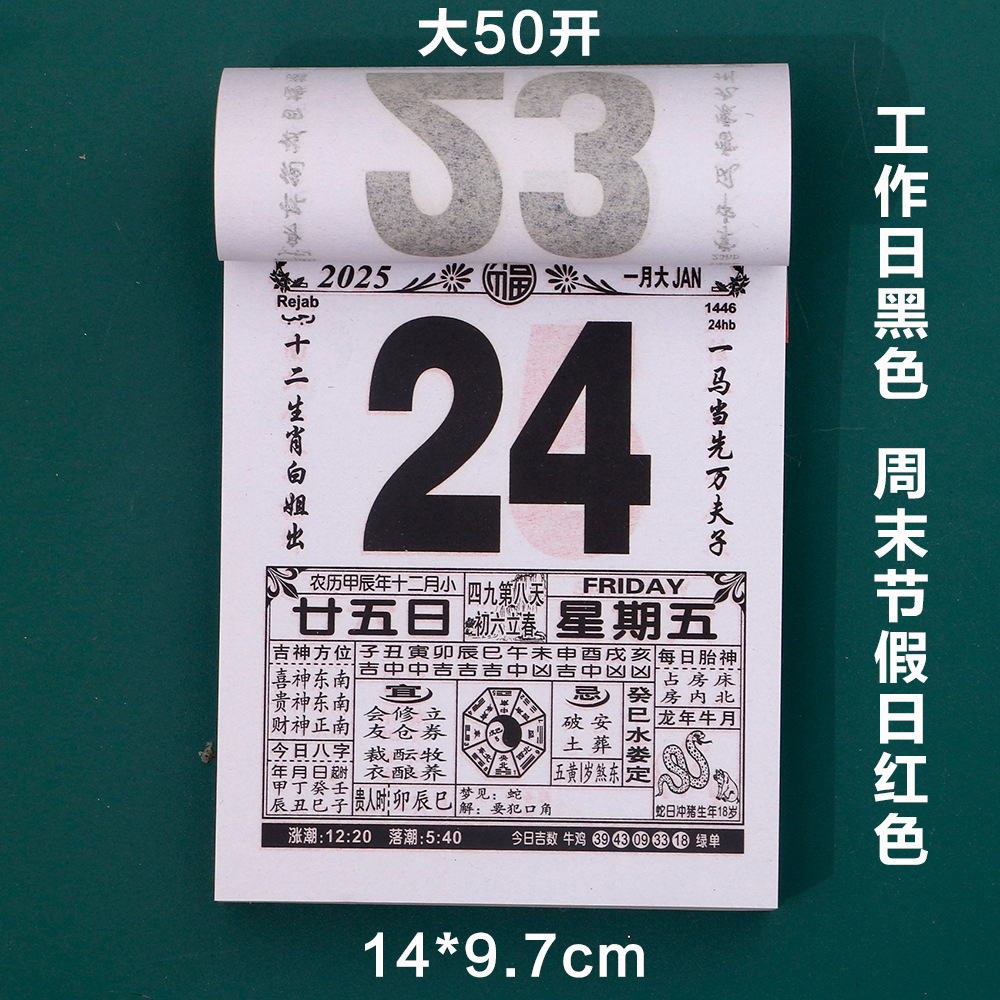 大50开
工作日黑色 周末节假日红色
23
2025 福 一月大 JAN
Rejab
1446
24hb
十二生肖白姐出
24
一马当先万夫子
农历甲辰年十二月小
廿五日
四九第八天
初六立春
FRIDAY
星期五
吉神方位
喜神东南
贵神东南
财神正南
今日八字
年月日起时
甲丁癸壬
辰丑巳子
子丑寅卯辰巳午未申酉戌亥
吉中中吉吉中中凶吉中凶凶
宜
会修立
友仓券
裁酝牧
衣酿养
忌
破安
土葬
五黄1岁煞东
癸巳水娄定
每日胎神
占房床
房内北
龙年牛月
蛇日冲猪生年18岁
贵人时 卯辰巳
梦见：蛇
解：要犯口角
涨潮:12:20 落潮:5:40 今日吉数 牛鸡 39 43 09 33 18 绿单
14*9.7cm